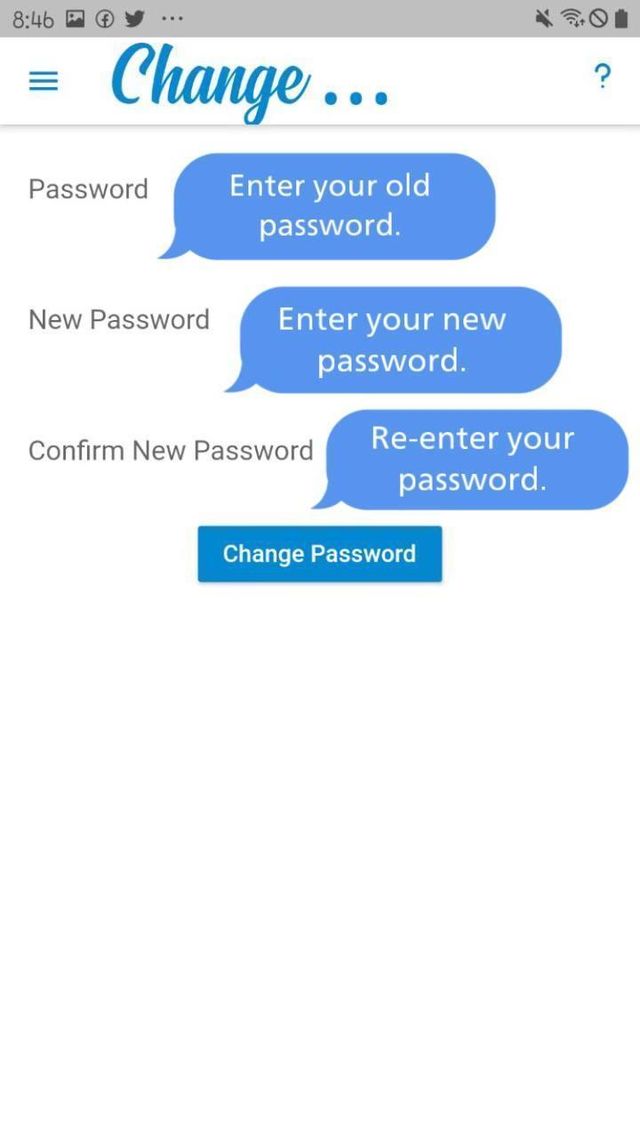 8:46
Change ...
?
Password
Enter your old
password.
New Password
Enter your new
password.
Confirm New Password
Re-enter your
password.
Change Password